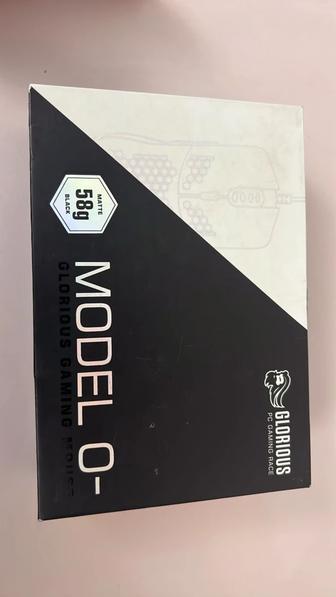 MATTE
58g
BLACK
MODEL O-
GLORIOUS GAMING MOUSE
GLORIOUS
PC GAMING RACE